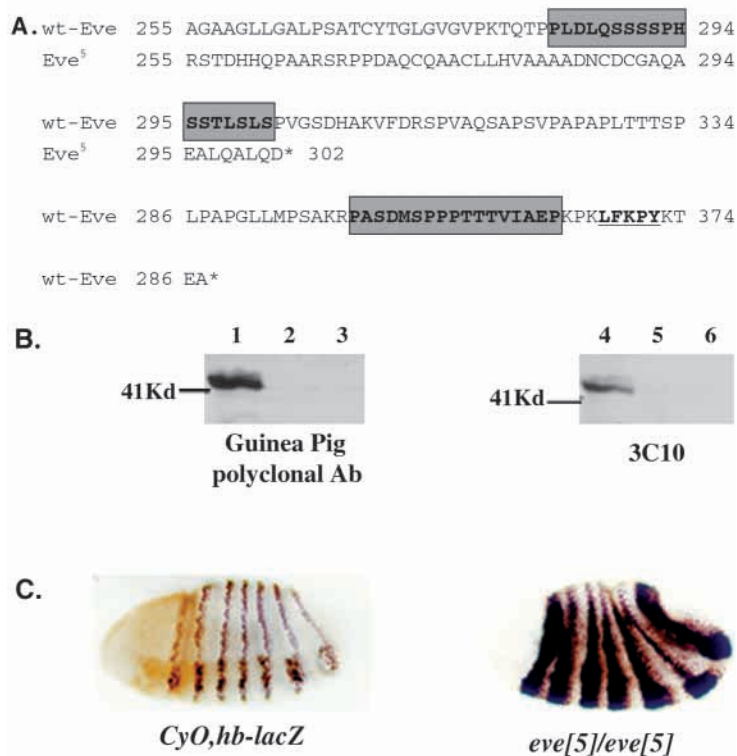 A. wt-Eve 255 AGAAGLLGALPSATCYTGLGVGVPKTQTPPLDLQSSSSPH 294
Eve5 255 RSTDHHQPAARSRPPDAQCQAACLLHVAAAADNCDCGAQA 294
wt-Eve 295 SSTLSLSPVGSDHAKVFDRSPVAQSAPSVPAPAPLTTTSP 334
Eve5 295 EALQALQD* 302
wt-Eve 286 LPAPGLLMPSAKRPASDMSPPPTTTVIAEPKPKLFKPYKT 374
wt-Eve 286 EA*
B. 1 2 3 4 5 6
41Kd 41Kd
Guinea Pig
polyclonal Ab
3C10
C.
CyO,hb-lacZ eve[5]/eve[5]